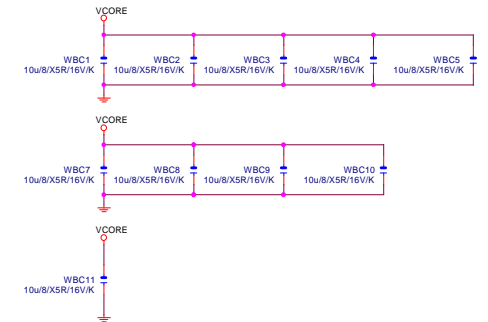 VCORE
WBC1 WBC2 WBC3 WBC4 WBC5
10u/8/X5R/16V/K 10u/8/X5R/16V/K 10u/8/X5R/16V/K 10u/8/X5R/16V/K 10u/8/X5R/16V/K
VCORE
WBC7 WBC8 WBC9 WBC10
10u/8/X5R/16V/K 10u/8/X5R/16V/K 10u/8/X5R/16V/K 10u/8/X5R/16V/K
VCORE
WBC11
10u/8/X5R/16V/K